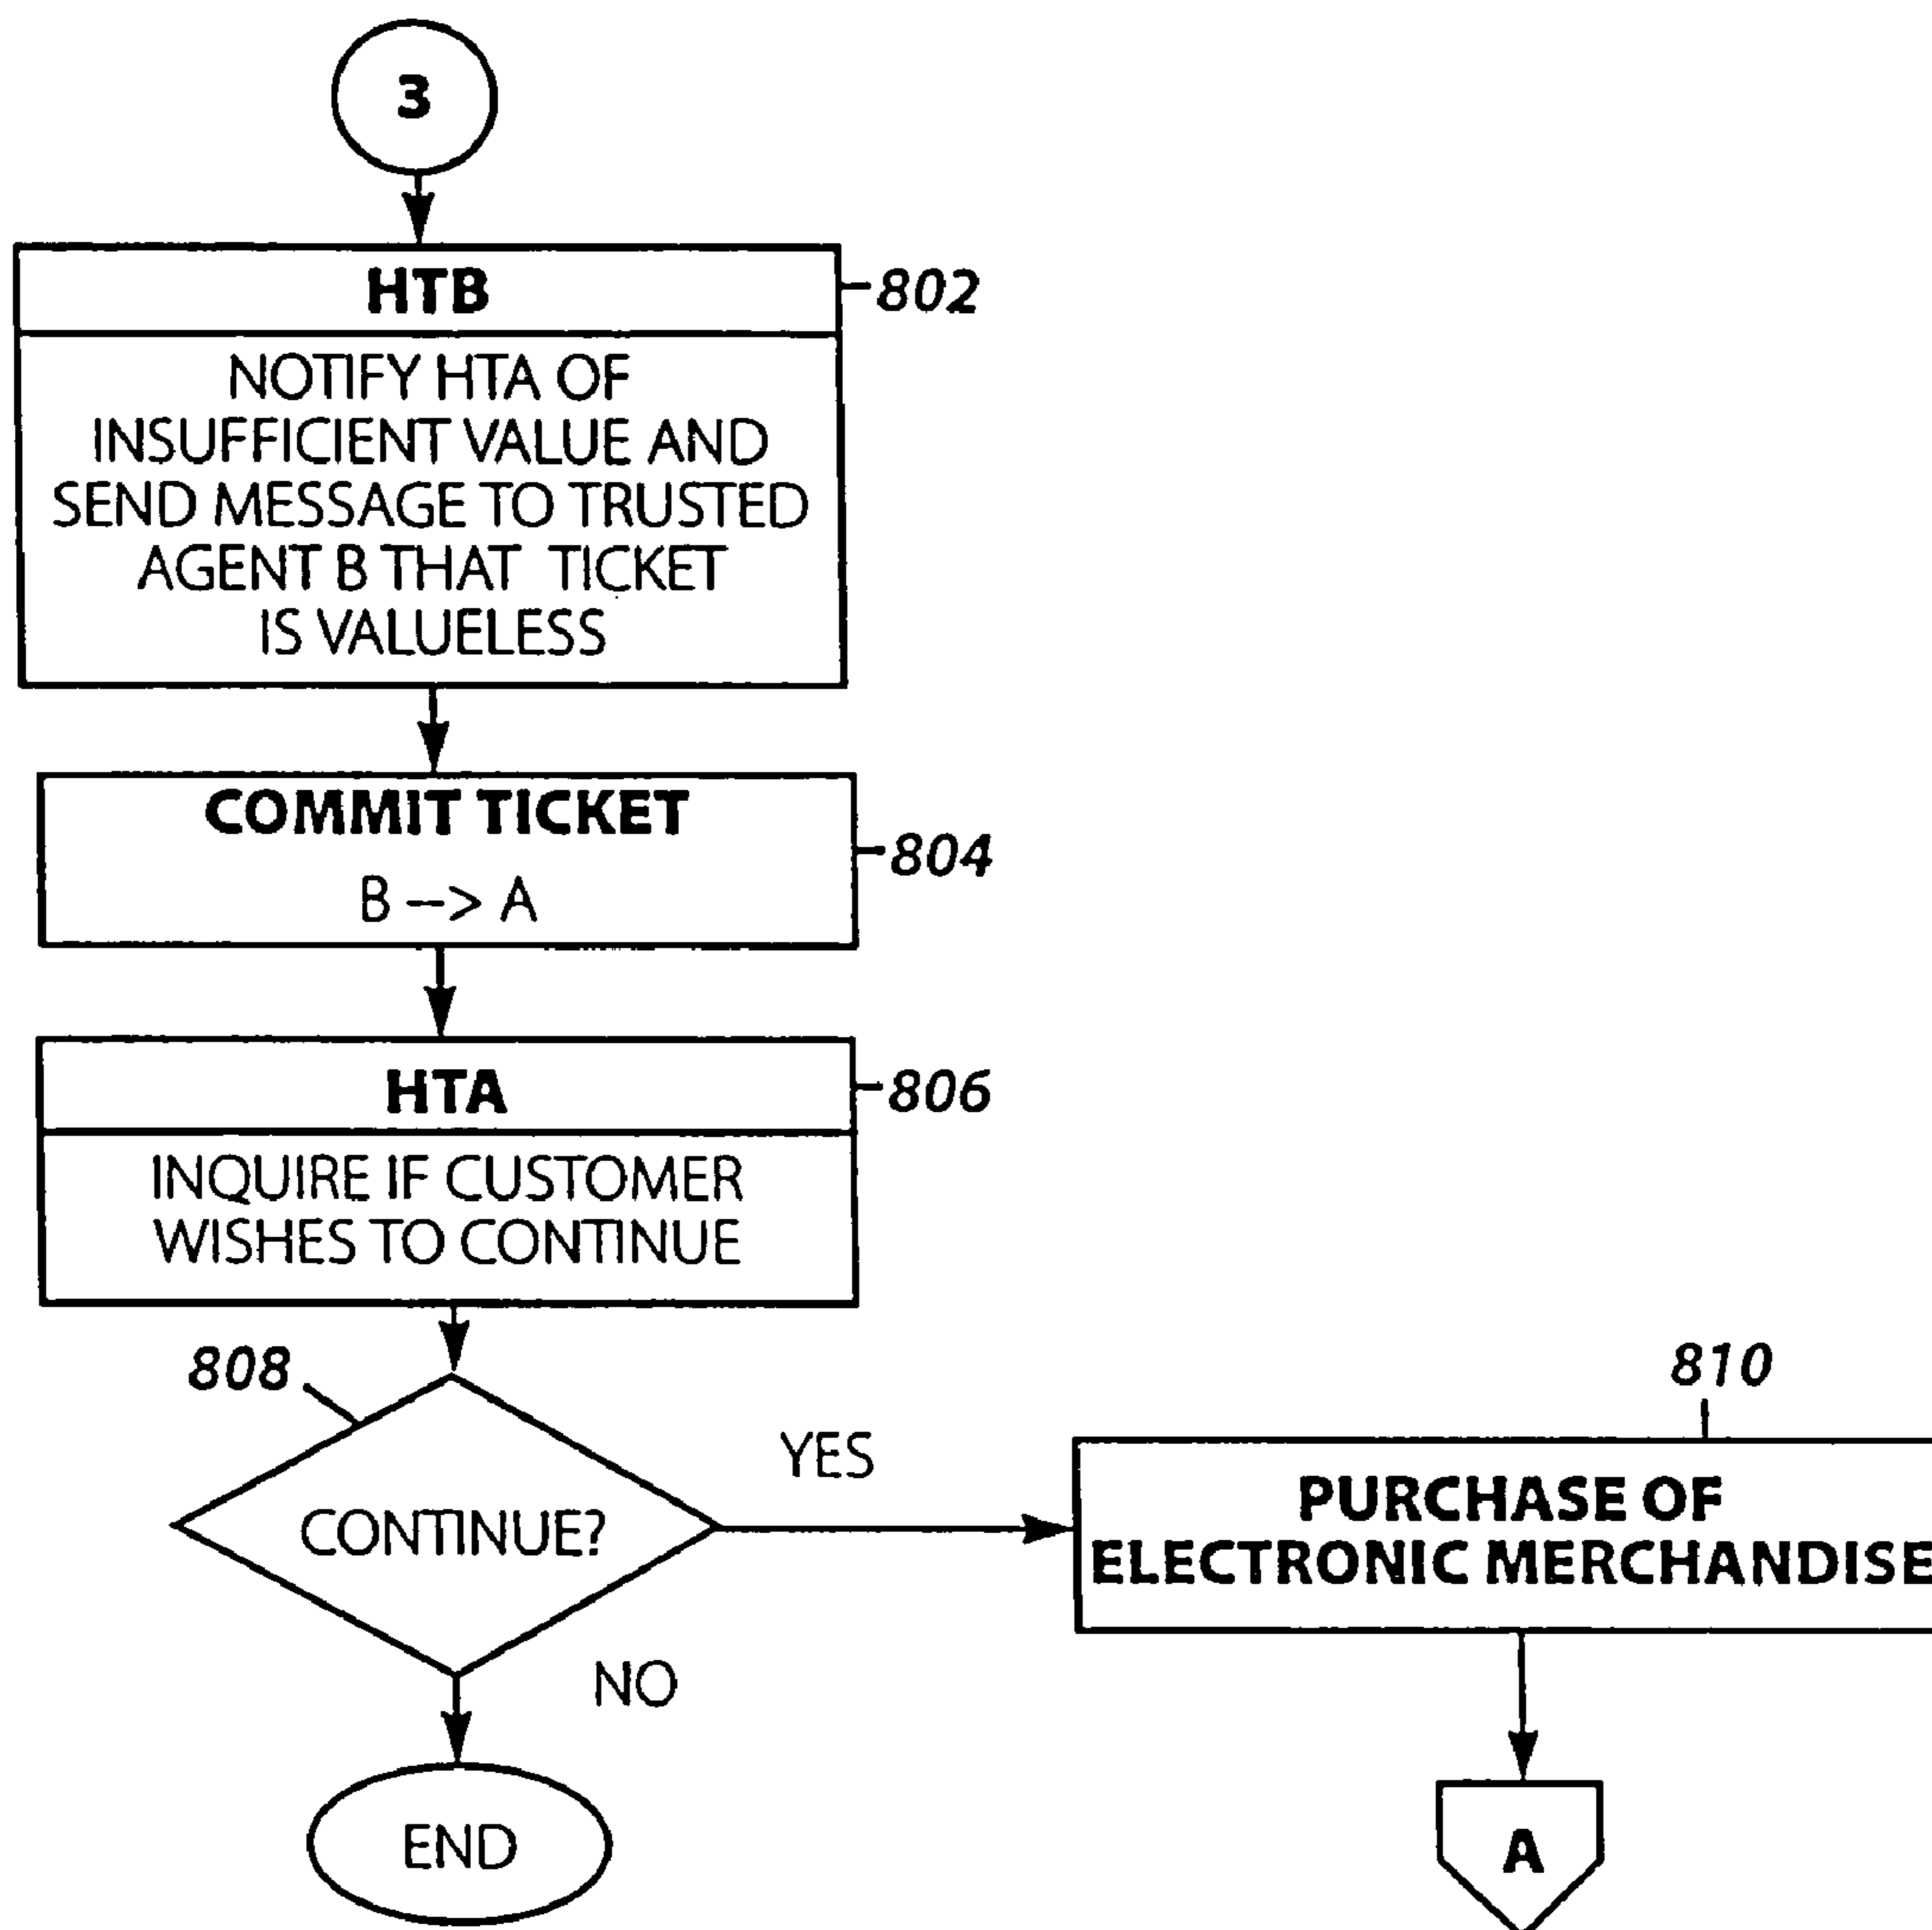 3
HTB
802
NOTIFY HTA OF
INSUFFICIENT VALUE AND
SEND MESSAGE TO TRUSTED
AGENT B THAT TICKET
IS VALUELESS
COMMIT TICKET
B --> A
804
HTA
806
INQUIRE IF CUSTOMER
WISHES TO CONTINUE
808
CONTINUE?
YES
810
PURCHASE OF
ELECTRONIC MERCHANDISE
NO
END
A